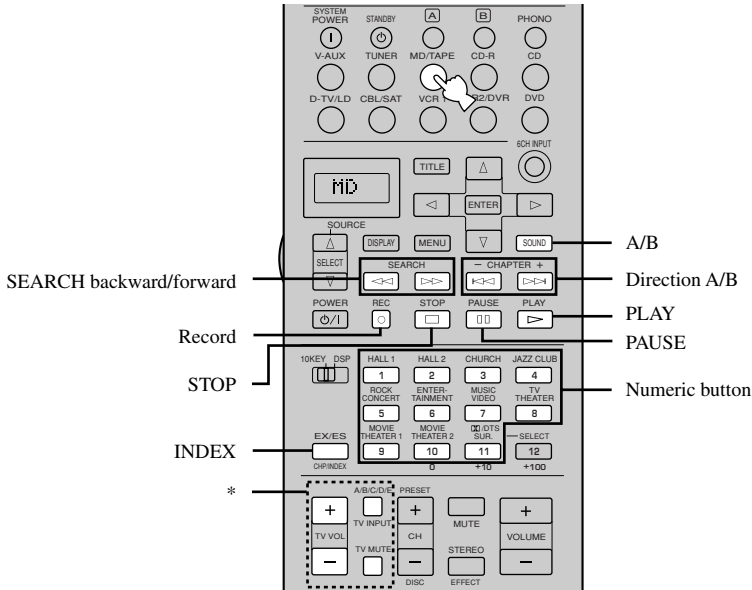 SYSTEM
POWER STANDBY A B PHONO
V-AUX TUNER MD/TAPE CD-R CD
D-TV/LD CBL/SAT VCR 1 R2/DVR DVD
6CH INPUT
TITLE
MD
ENTER
SOURCE
SELECT
DISPLAY MENU SOUND A/B
SEARCH – CHAPTER +
SEARCH backward/forward Direction A/B
POWER REC STOP PAUSE PLAY PLAY
Record PAUSE
10KEY DSP HALL 1 HALL 2 CHURCH JAZZ CLUB
1 2 3 4
STOP Numeric button
ROCK CONCERT ENTER-TAINMENT MUSIC VIDEO TV THEATER
5 6 7 8
MOVIE THEATER 1 MOVIE THEATER 2 /DTS SUR. SELECT
INDEX EX/ES 9 10 11 12
CHP/INDEX 0 +10 +100
*
A/B/C/D/E PRESET
+ TV INPUT + MUTE +
TV VOL CH VOLUME
– TV MUTE – STEREO –
DISC EFFECT